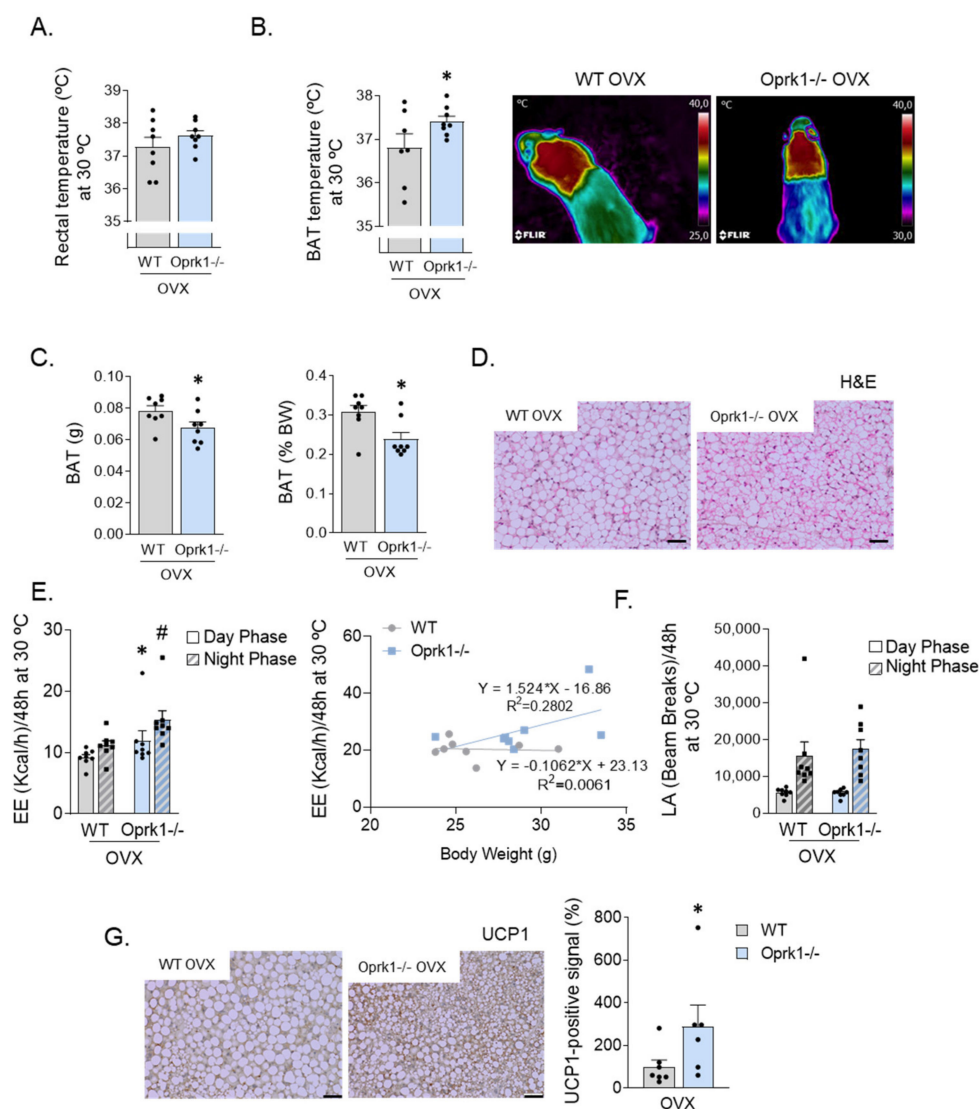 A.
Rectal temperature (ºC)
at 30 ºC
39
38
37
36
35
WT
Oprk1-/-
OVX
B.
BAT temperature (ºC)
at 30 ºC
38
37
36
35
WT
Oprk1-/-
OVX
*
WT OVX
ºC
40,0
25,0
FLIR
Oprk1-/- OVX
ºC
40,0
30,0
FLIR
C.
BAT (g)
0.10
0.08
0.06
0.04
0.02
0.00
*
WT
Oprk1-/-
OVX
BAT (% BW)
0.4
0.3
0.2
0.1
0.0
*
WT
Oprk1-/-
OVX
D.
H&E
WT OVX
Oprk1-/- OVX
E.
EE (Kcal/h)/48h at 30 ºC
30
20
10
0
*
#
Day Phase
Night Phase
WT
Oprk1-/-
OVX
EE (Kcal/h)/48h at 30 ºC
60
40
20
0
WT
Oprk1-/-
Y = 1.524*X - 16.86
R²=0.2802
Y = -0.1062*X + 23.13
R²=0.0061
20
25
30
35
Body Weight (g)
F.
LA (Beam Breaks)/48h
at 30 ºC
50,000
40,000
30,000
20,000
10,000
0
Day Phase
Night Phase
WT
Oprk1-/-
OVX
G.
UCP1
WT OVX
Oprk1-/- OVX
UCP1-positive signal (%)
800
600
400
200
0
*
OVX
WT
Oprk1-/-